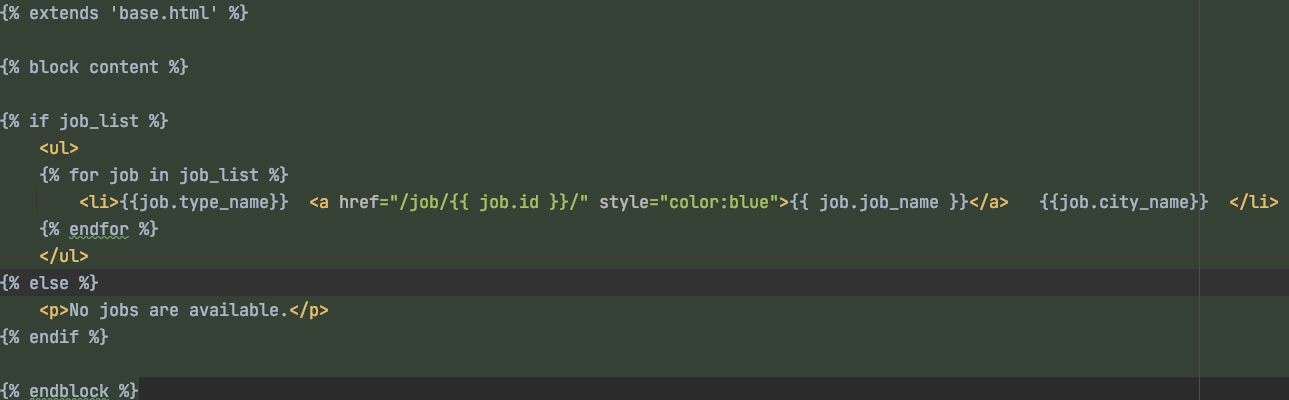 {% extends 'base.html' %}
{% block content %}
{% if job_list %}
<ul>
{% for job in job_list %}
<li>{{job.type_name}}  <a href="/job/{{ job.id }}/" style="color:blue">{{ job.job_name }}</a>   {{job.city_name}}  </li>
{% endfor %}
</ul>
{% else %}
<p>No jobs are available.</p>
{% endif %}
{% endblock %}